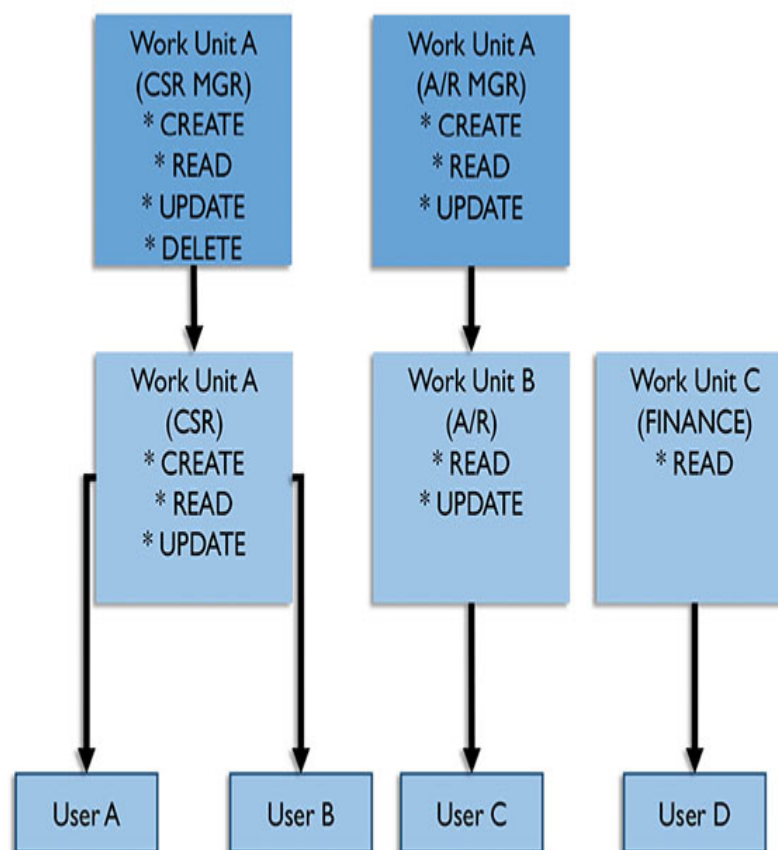 Work Unit A
(CSR MGR)
* CREATE
* READ
* UPDATE
* DELETE
Work Unit A
(A/R MGR)
* CREATE
* READ
* UPDATE
Work Unit A
(CSR)
* CREATE
* READ
* UPDATE
Work Unit B
(A/R)
* READ
* UPDATE
Work Unit C
(FINANCE)
* READ
User A
User B
User C
User D